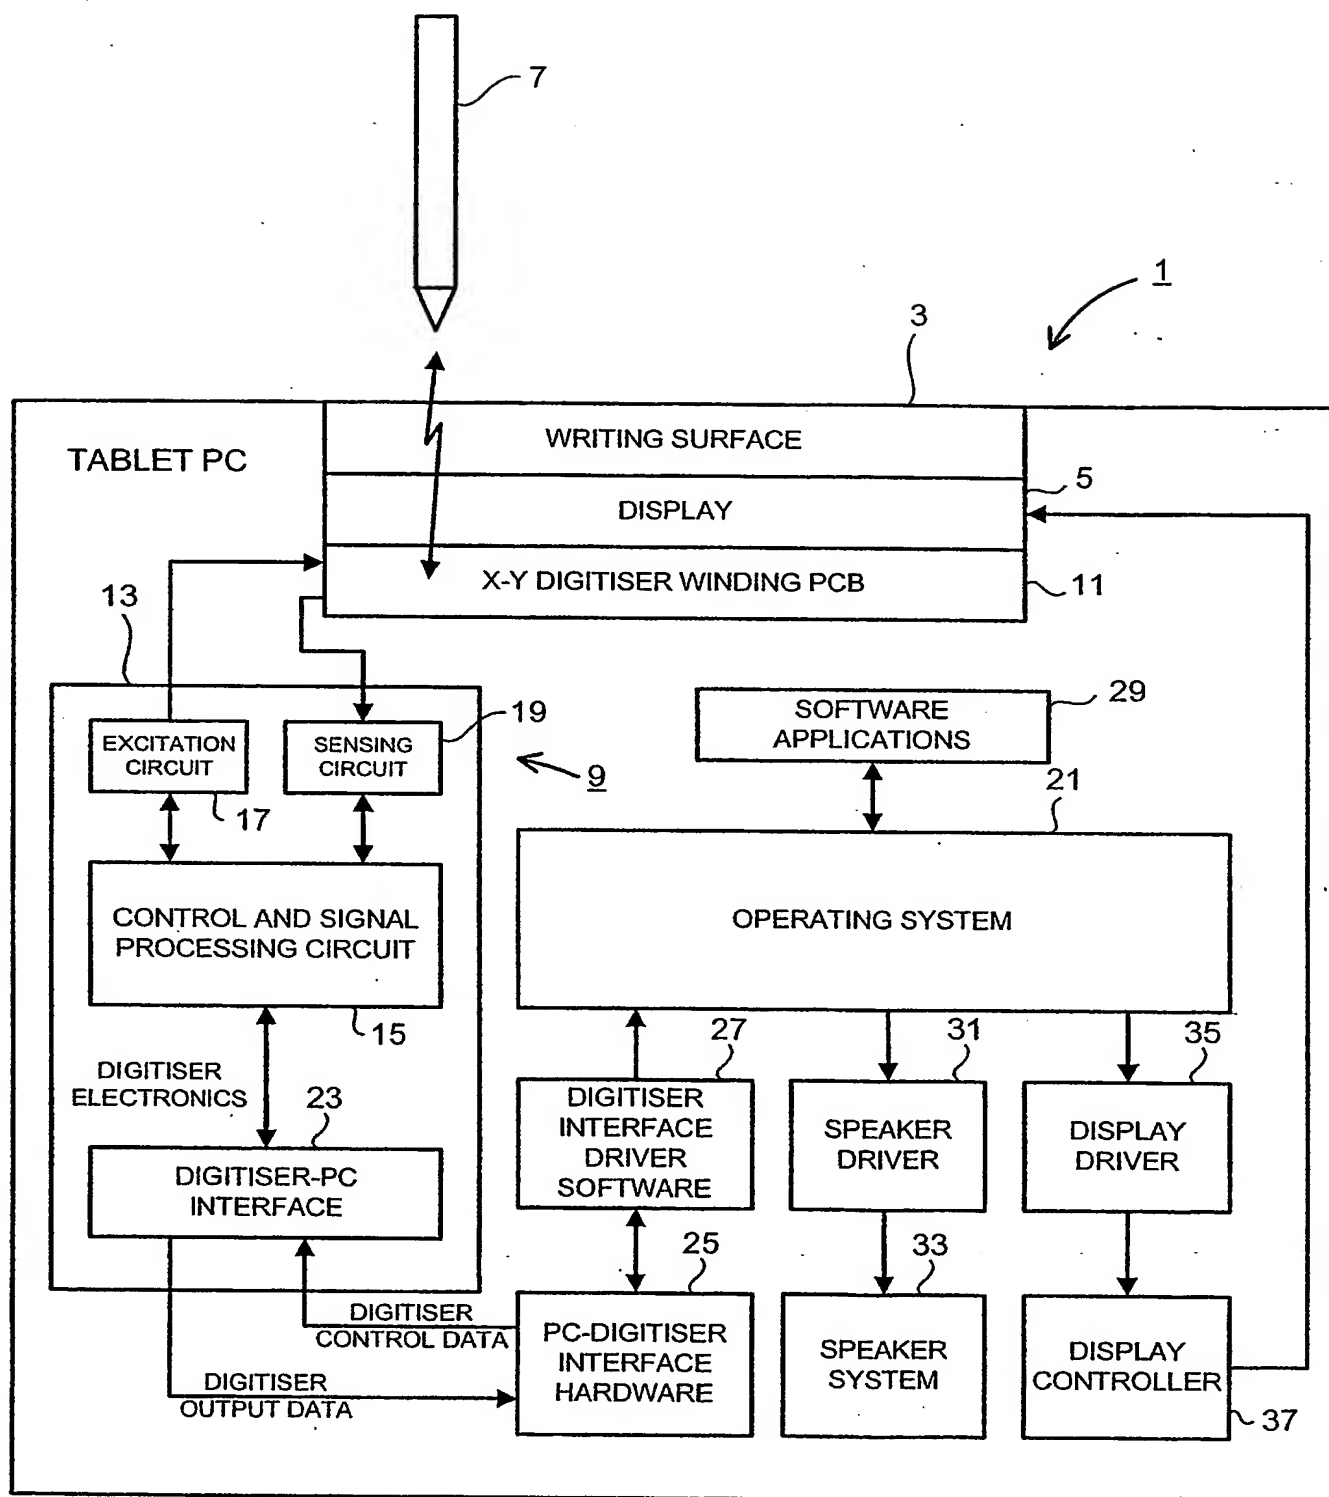 7
1
3
TABLET PC
WRITING SURFACE
5
DISPLAY
X-Y DIGITISER WINDING PCB
11
13
EXCITATION
CIRCUIT
17
SENSING
CIRCUIT
19
9
SOFTWARE
APPLICATIONS
29
21
CONTROL AND SIGNAL
PROCESSING CIRCUIT
15
OPERATING SYSTEM
DIGITISER
ELECTRONICS
23
DIGITISER-PC
INTERFACE
27
DIGITISER
INTERFACE
DRIVER
SOFTWARE
31
SPEAKER
DRIVER
35
DISPLAY
DRIVER
DIGITISER
CONTROL DATA
DIGITISER
OUTPUT DATA
25
PC-DIGITISER
INTERFACE
HARDWARE
33
SPEAKER
SYSTEM
DISPLAY
CONTROLLER
37